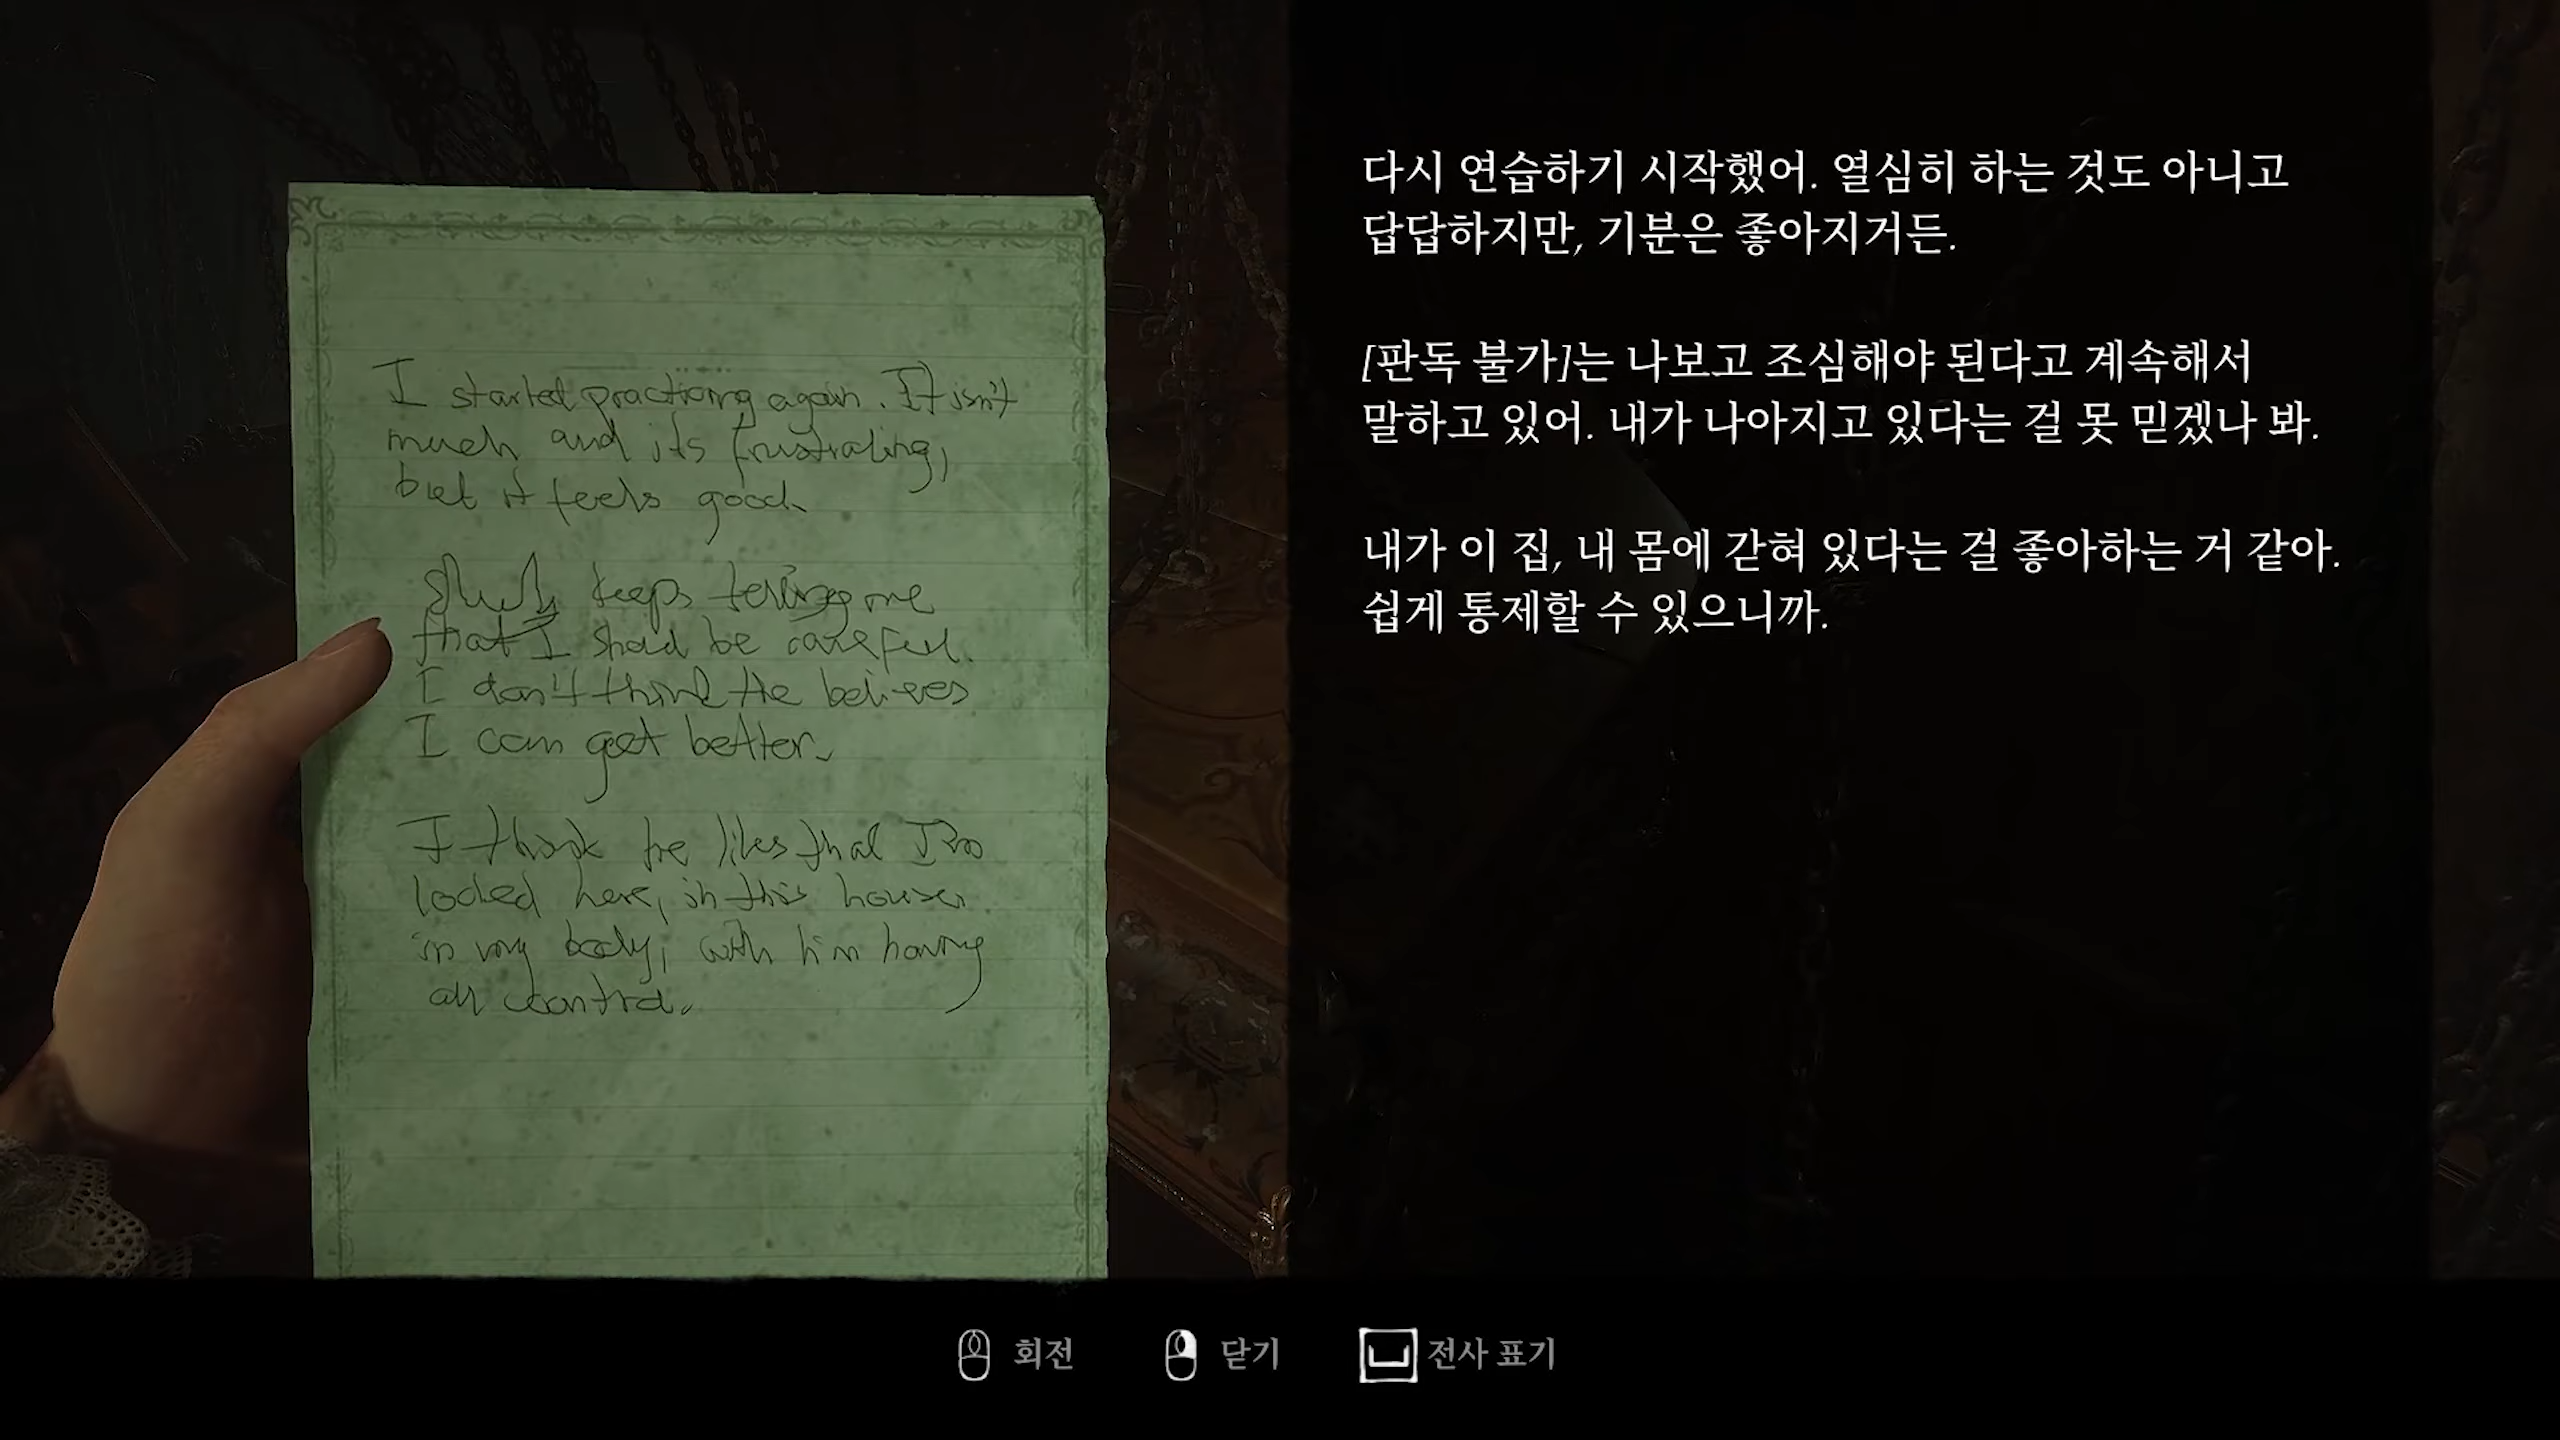 I started practicing again. It isn't
much and its frustrating,
but it feels good.
keeps telling me
that I shoud be careful.
I don't think he believes
I can get better.
I think he likes that I'm
locked here, in this house,
in my body, with him having
all control.
다시 연습하기 시작했어. 열심히 하는 것도 아니고
답답하지만, 기분은 좋아지거든.
[판독 불가]는 나보고 조심해야 된다고 계속해서
말하고 있어. 내가 나아지고 있다는 걸 못 믿겠나 봐.
내가 이 집, 내 몸에 갇혀 있다는 걸 좋아하는 거 같아.
쉽게 통제할 수 있으니까.
회전 닫기 전사 표기